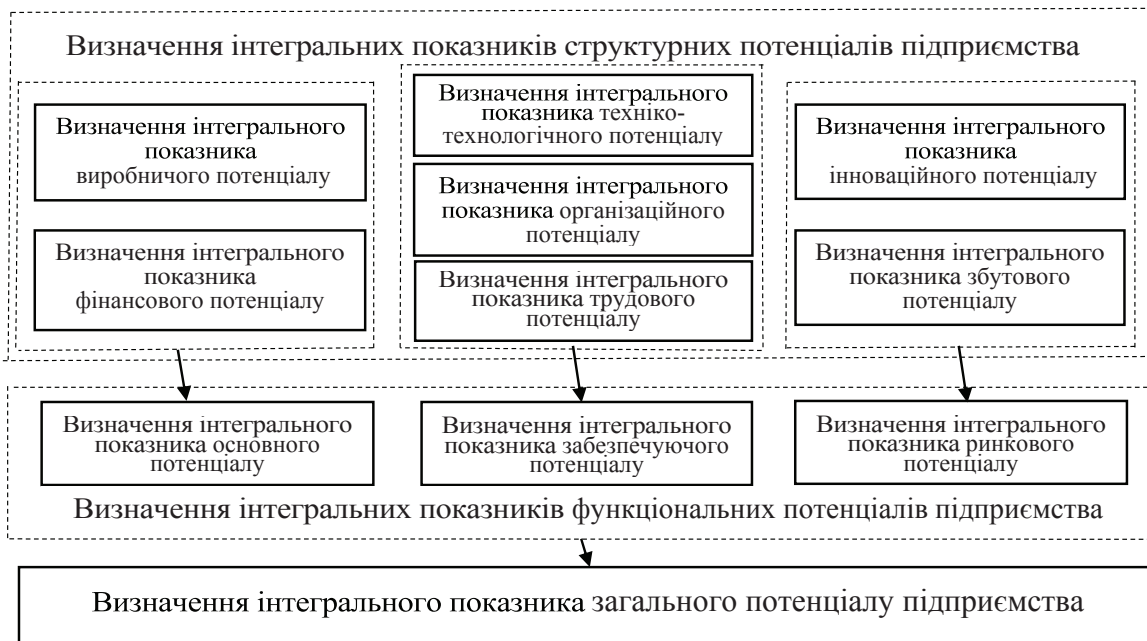 Визначення інтегральних показників структурних потенціалів підприємства
Визначення інтегрального
показника
виробничого потенціалу
Визначення інтегрального
показника
фінансового потенціалу
Визначення інтегрального
показника техніко-
технологічного потенціалу
Визначення інтегрального
показника організаційного
потенціалу
Визначення інтегрального
показника трудового
потенціалу
Визначення інтегрального
показника
інноваційного потенціалу
Визначення інтегрального
показника збутового
потенціалу
Визначення інтегрального
показника основного
потенціалу
Визначення інтегрального
показника забезпечуючого
потенціалу
Визначення інтегрального
показника ринкового
потенціалу
Визначення інтегральних показників функціональних потенціалів підприємства
Визначення інтегрального показника загального потенціалу підприємства